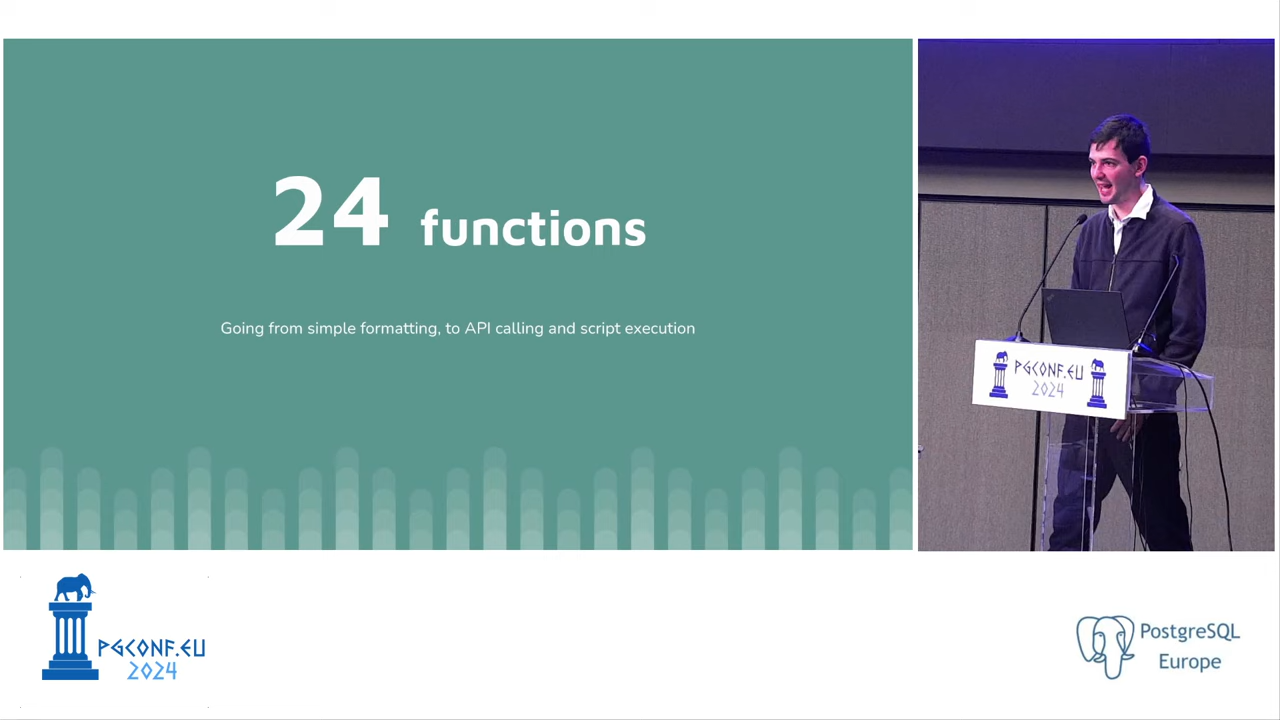 24 functions
Going from simple formatting, to API calling and script execution
PGCONF.EU
2024
PGCONF.EU
2024
PostgreSQL
Europe